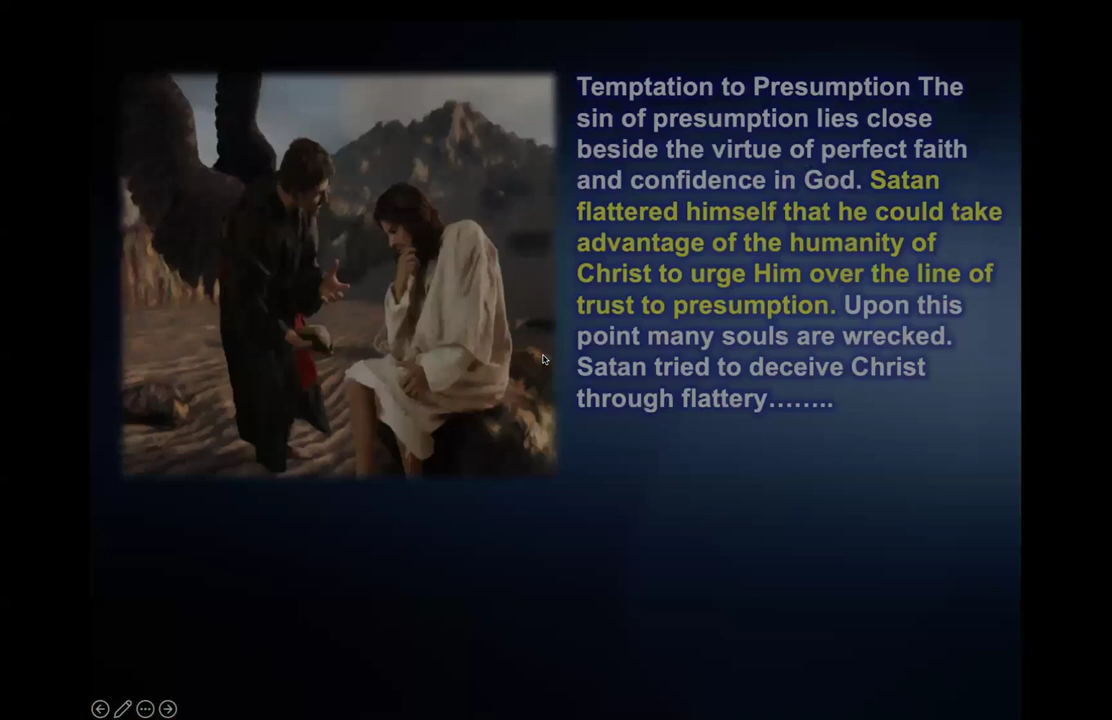 Temptation to Presumption The
sin of presumption lies close
beside the virtue of perfect faith
and confidence in God. Satan
flattered himself that he could take
advantage of the humanity of
Christ to urge Him over the line of
trust to presumption. Upon this
point many souls are wrecked.
Satan tried to deceive Christ
through flattery……..